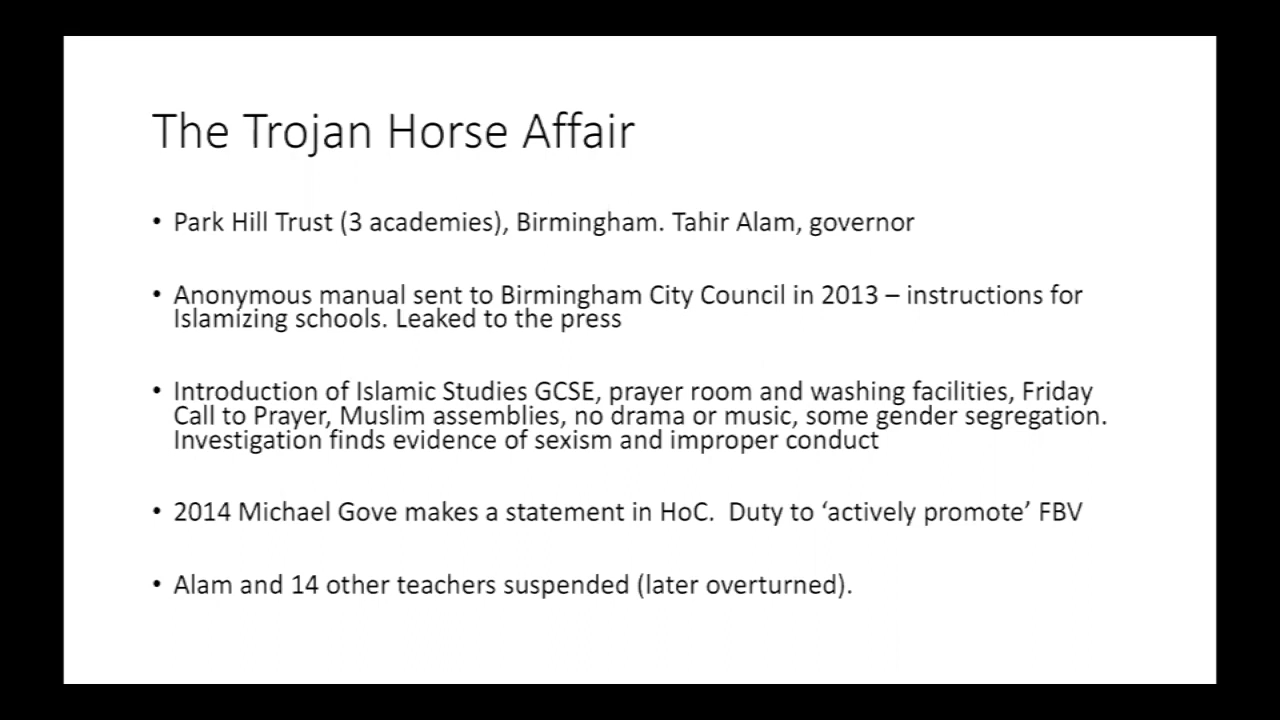 The Trojan Horse Affair
• Park Hill Trust (3 academies), Birmingham. Tahir Alam, governor
• Anonymous manual sent to Birmingham City Council in 2013 – instructions for
Islamizing schools. Leaked to the press
• Introduction of Islamic Studies GCSE, prayer room and washing facilities, Friday
Call to Prayer, Muslim assemblies, no drama or music, some gender segregation.
Investigation finds evidence of sexism and improper conduct
• 2014 Michael Gove makes a statement in HoC.  Duty to ‘actively promote’ FBV
• Alam and 14 other teachers suspended (later overturned).